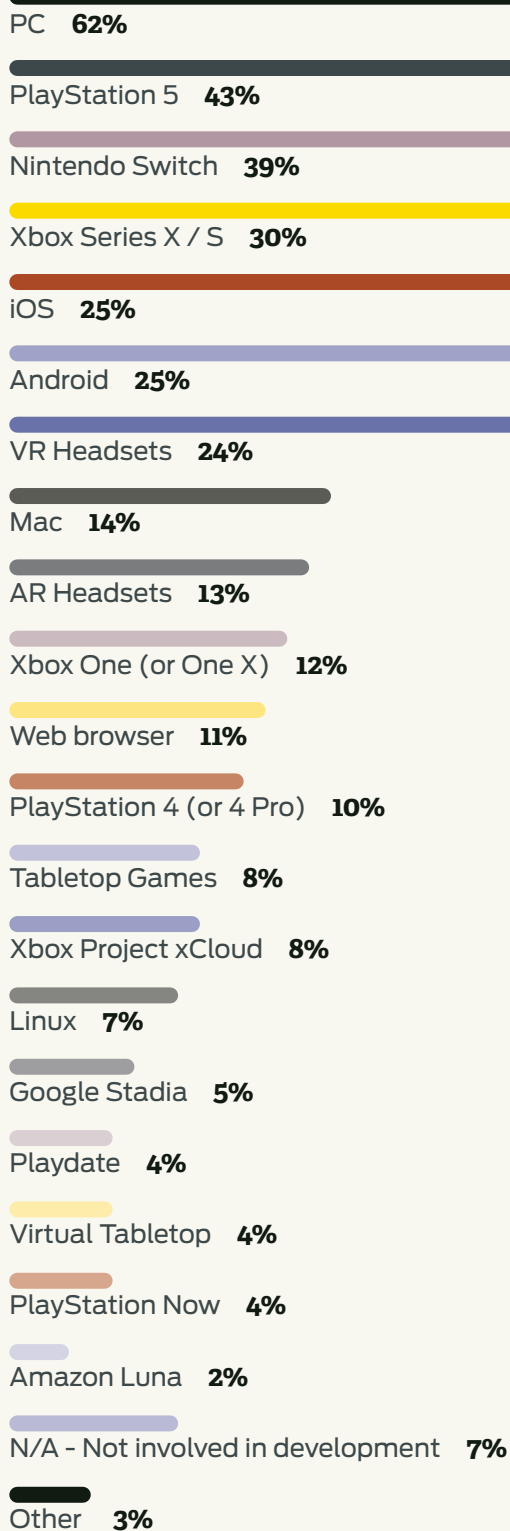 PC 62%
PlayStation 5 43%
Nintendo Switch 39%
Xbox Series X / S 30%
iOS 25%
Android 25%
VR Headsets 24%
Mac 14%
AR Headsets 13%
Xbox One (or One X) 12%
Web browser 11%
PlayStation 4 (or 4 Pro) 10%
Tabletop Games 8%
Xbox Project xCloud 8%
Linux 7%
Google Stadia 5%
Playdate 4%
Virtual Tabletop 4%
PlayStation Now 4%
Amazon Luna 2%
N/A - Not involved in development 7%
Other 3%